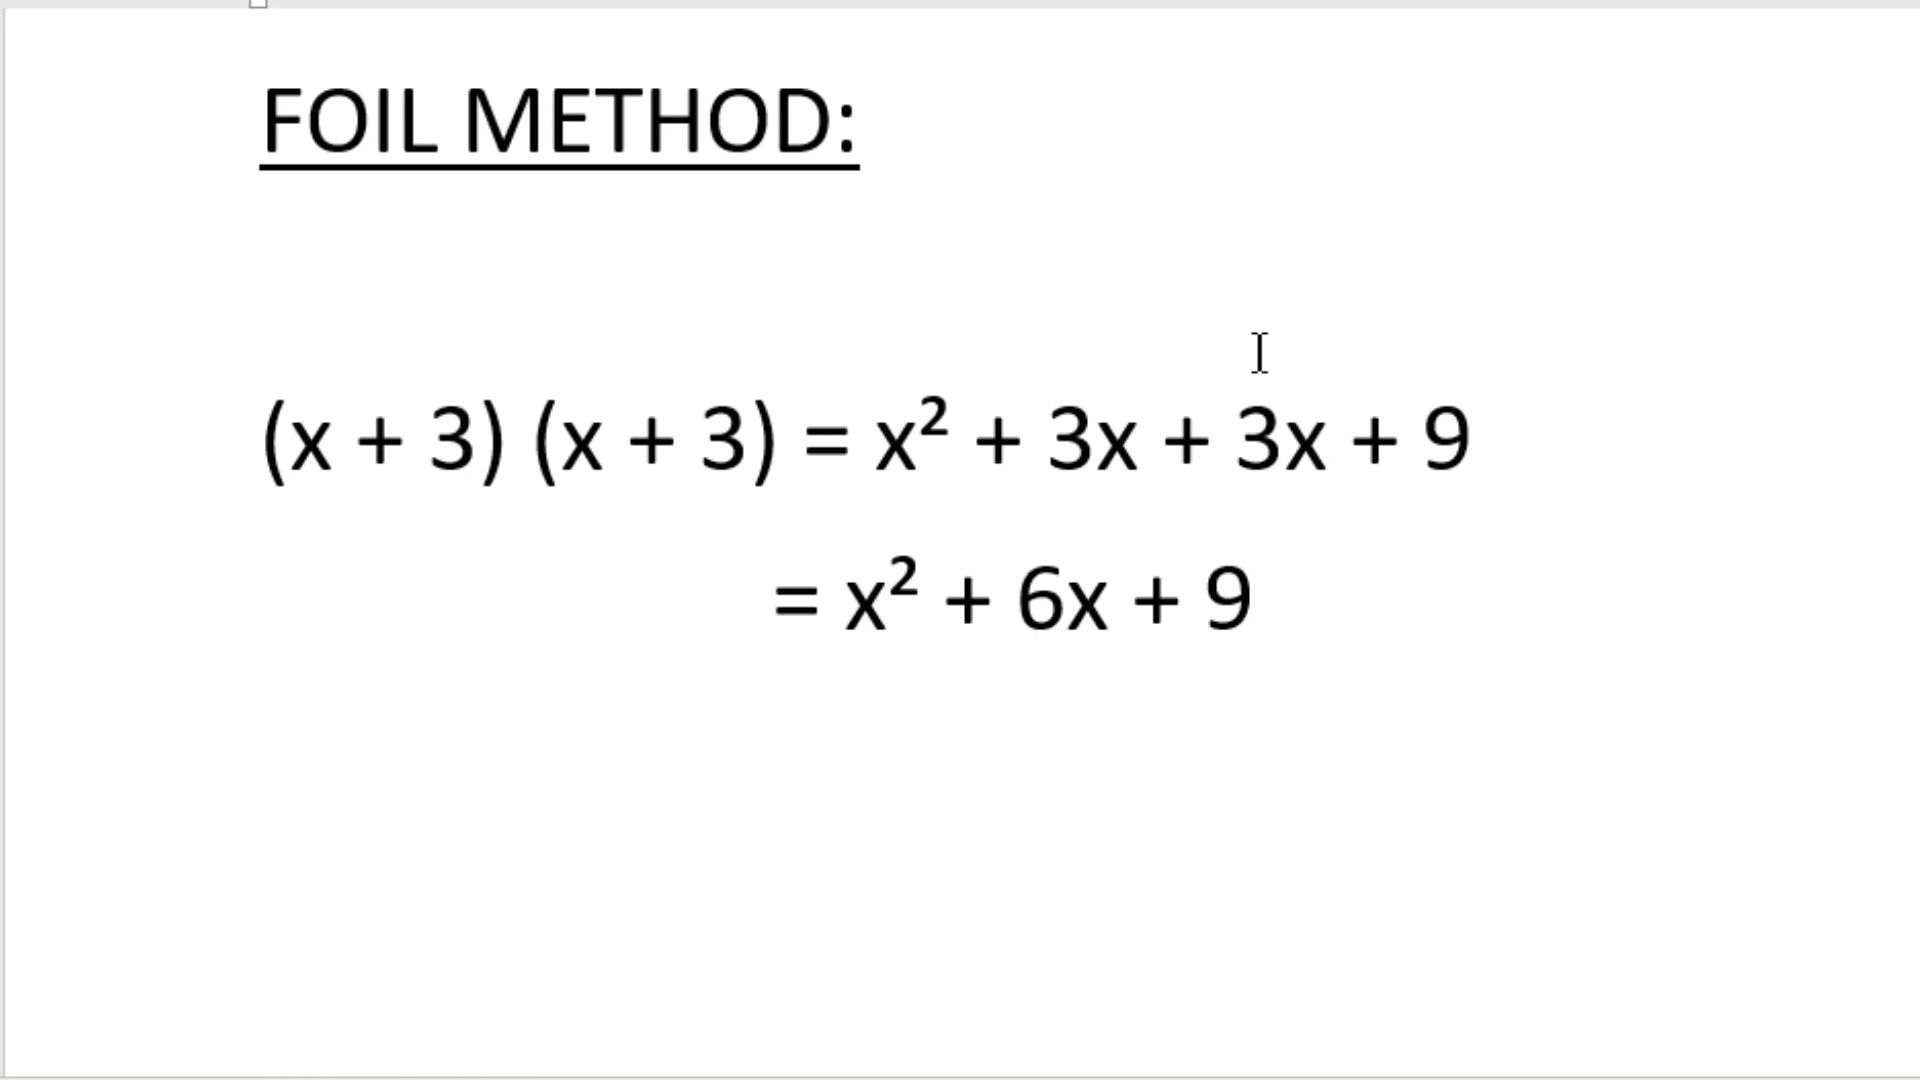 FOIL METHOD:
(x + 3) (x + 3) = x² + 3x + 3x + 9
= x² + 6x + 9